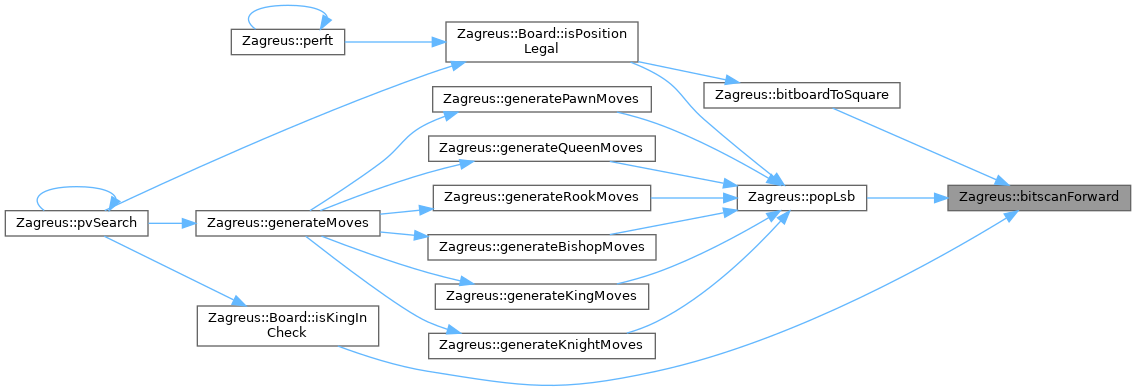 Zagreus::perft
Zagreus::Board::isPosition
Legal
Zagreus::bitboardToSquare
Zagreus::generatePawnMoves
Zagreus::generateQueenMoves
Zagreus::generateRookMoves
Zagreus::popLsb
Zagreus::bitscanForward
Zagreus::pvSearch
Zagreus::generateMoves
Zagreus::generateBishopMoves
Zagreus::generateKingMoves
Zagreus::Board::isKingIn
Check
Zagreus::generateKnightMoves